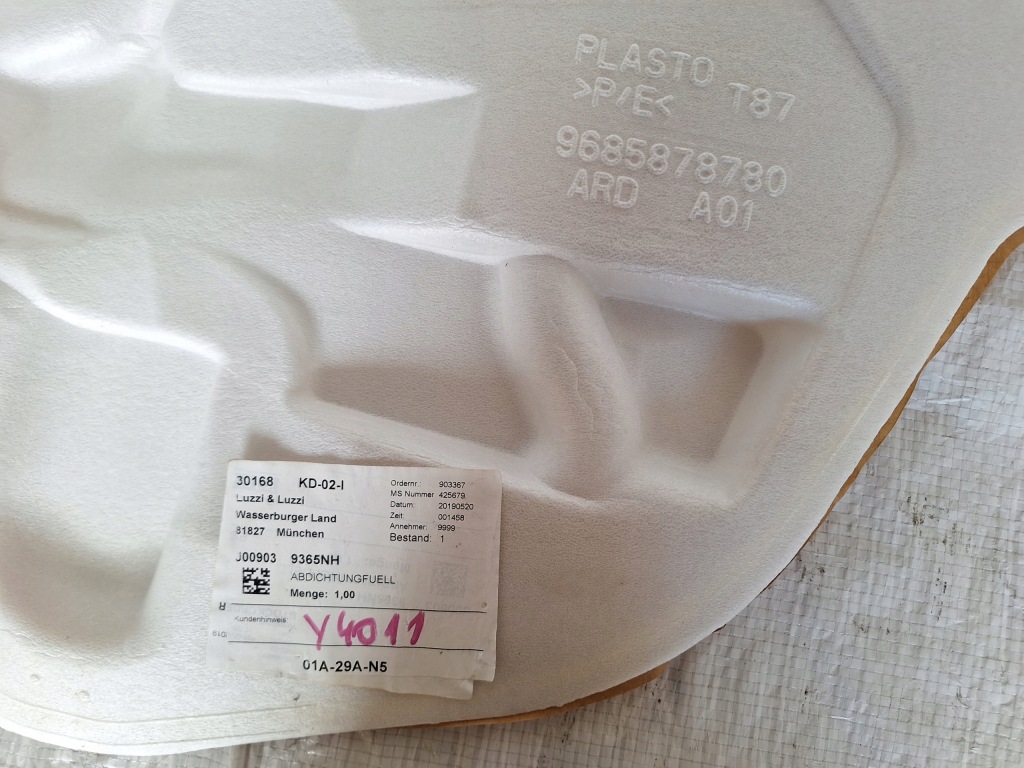 PLASTO T87
>P/E<
9685878780
ARD A01
30168 KD-02-I
Luzzi & Luzzi
Wasserburger Land
81827 München
Ordernr.: 903367
MS Nummer 425679
Datum: 20190520
Zeit: 001458
Annehmer: 9999
Bestand: 1
J00903 9365NH
ABDICHTUNGFUELL
Menge: 1,00
Kundenhinweis
Y4011
01A-29A-N5